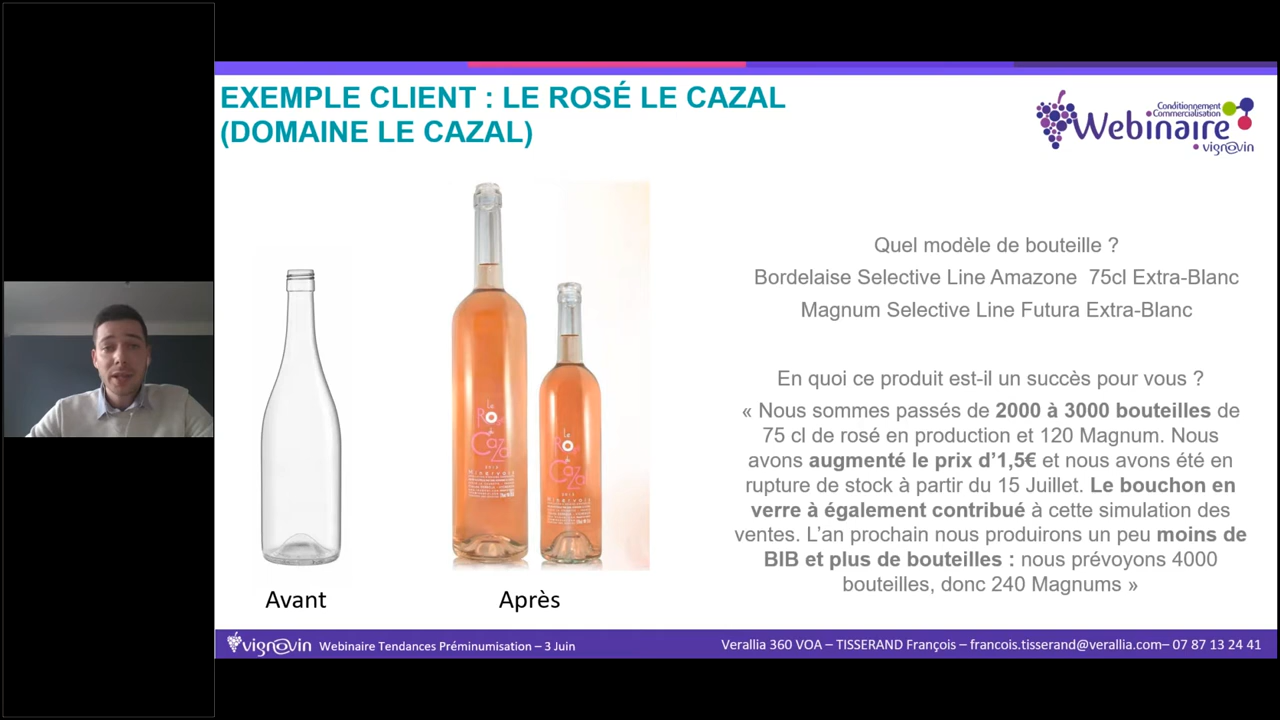 EXEMPLE CLIENT : LE ROSÉ LE CAZAL
(DOMAINE LE CAZAL)
Conditionnement
Commercialisation
Webinaire
vignovin
Quel modèle de bouteille ?
Bordelaise Selective Line Amazone 75cl Extra-Blanc
Magnum Selective Line Futura Extra-Blanc
En quoi ce produit est-il un succès pour vous ?
« Nous sommes passés de 2000 à 3000 bouteilles de
75 cl de rosé en production et 120 Magnum. Nous
avons augmenté le prix d’1,5€ et nous avons été en
rupture de stock à partir du 15 Juillet. Le bouchon en
verre à également contribué à cette simulation des
ventes. L’an prochain nous produirons un peu moins de
BIB et plus de bouteilles : nous prévoyons 4000
bouteilles, donc 240 Magnums »
Avant
Après
vignovin Webinaire Tendances Préminumisation – 3 Juin
Verallia 360 VOA – TISSERAND François – francois.tisserand@verallia.com– 07 87 13 24 41